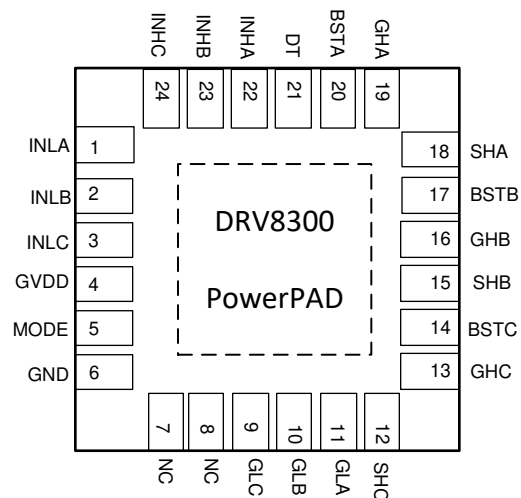 INHC INHB INHA DT BSTA GHA
24 23 22 21 20 19
INLA 1 18 SHA
INLB 2 17 BSTB
INLC 3 16 GHB
GVDD 4 15 SHB
MODE 5 14 BSTC
GND 6 13 GHC
DRV8300
PowerPAD
7 8 9 10 11 12
NC NC GLC GLB GLA SHC